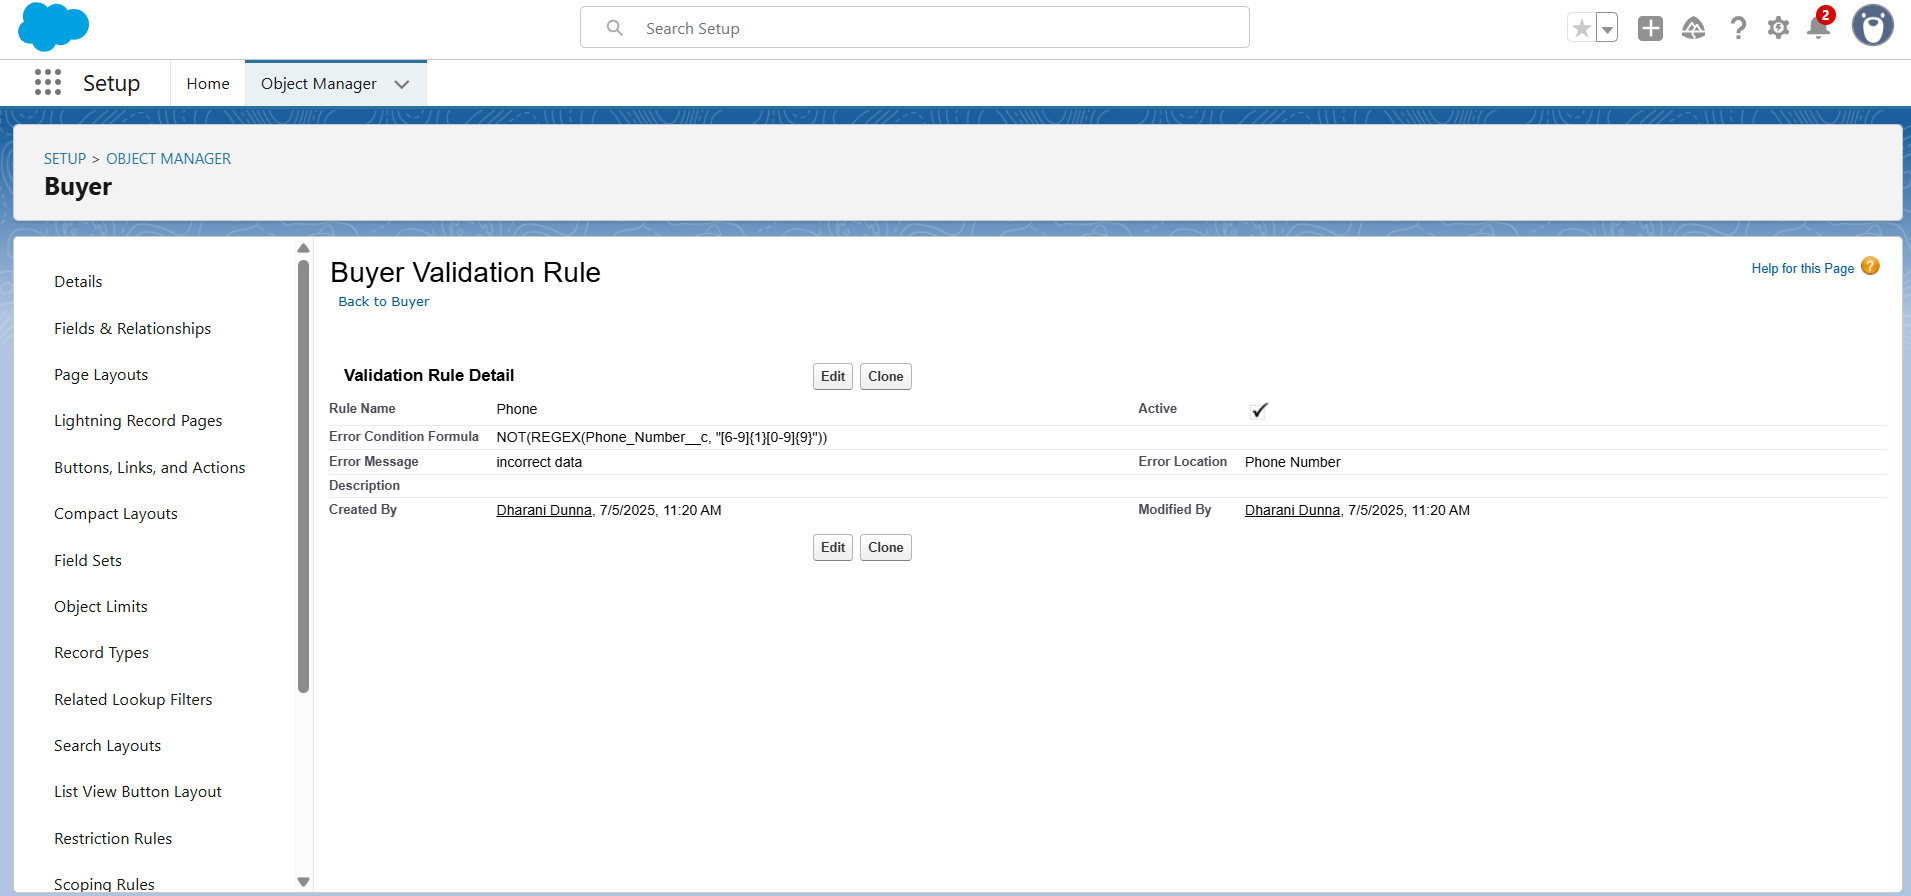 Search Setup
2
Setup
Home
Object Manager
SETUP > OBJECT MANAGER
Buyer
Details
Fields & Relationships
Page Layouts
Lightning Record Pages
Buttons, Links, and Actions
Compact Layouts
Field Sets
Object Limits
Record Types
Related Lookup Filters
Search Layouts
List View Button Layout
Restriction Rules
Scoping Rules
Buyer Validation Rule
Back to Buyer
Help for this Page ?
Validation Rule Detail
Edit Clone
Rule Name Phone Active
Error Condition Formula NOT(REGEX(Phone_Number__c, "[6-9]{1}[0-9]{9}"))
Error Message incorrect data Error Location Phone Number
Description
Created By Dharani Dunna, 7/5/2025, 11:20 AM Modified By Dharani Dunna, 7/5/2025, 11:20 AM
Edit Clone